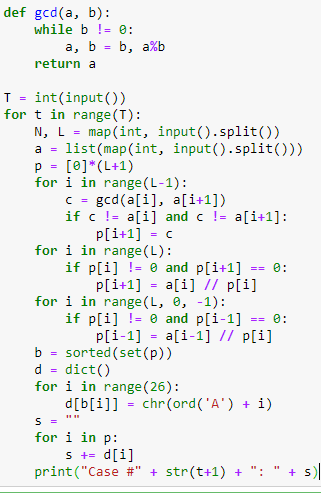 def gcd(a, b):
    while b != 0:
        a, b = b, a%b
    return a

T = int(input())
for t in range(T):
    N, L = map(int, input().split())
    a = list(map(int, input().split()))
    p = [0]*(L+1)
    for i in range(L-1):
        c = gcd(a[i], a[i+1])
        if c != a[i] and c != a[i+1]:
            p[i+1] = c
    for i in range(L):
        if p[i] != 0 and p[i+1] == 0:
            p[i+1] = a[i] // p[i]
    for i in range(L, 0, -1):
        if p[i] != 0 and p[i-1] == 0:
            p[i-1] = a[i-1] // p[i]
    b = sorted(set(p))
    d = dict()
    for i in range(26):
        d[b[i]] = chr(ord('A') + i)
    s = ""
    for i in p:
        s += d[i]
    print("Case #" + str(t+1) + ": " + s)